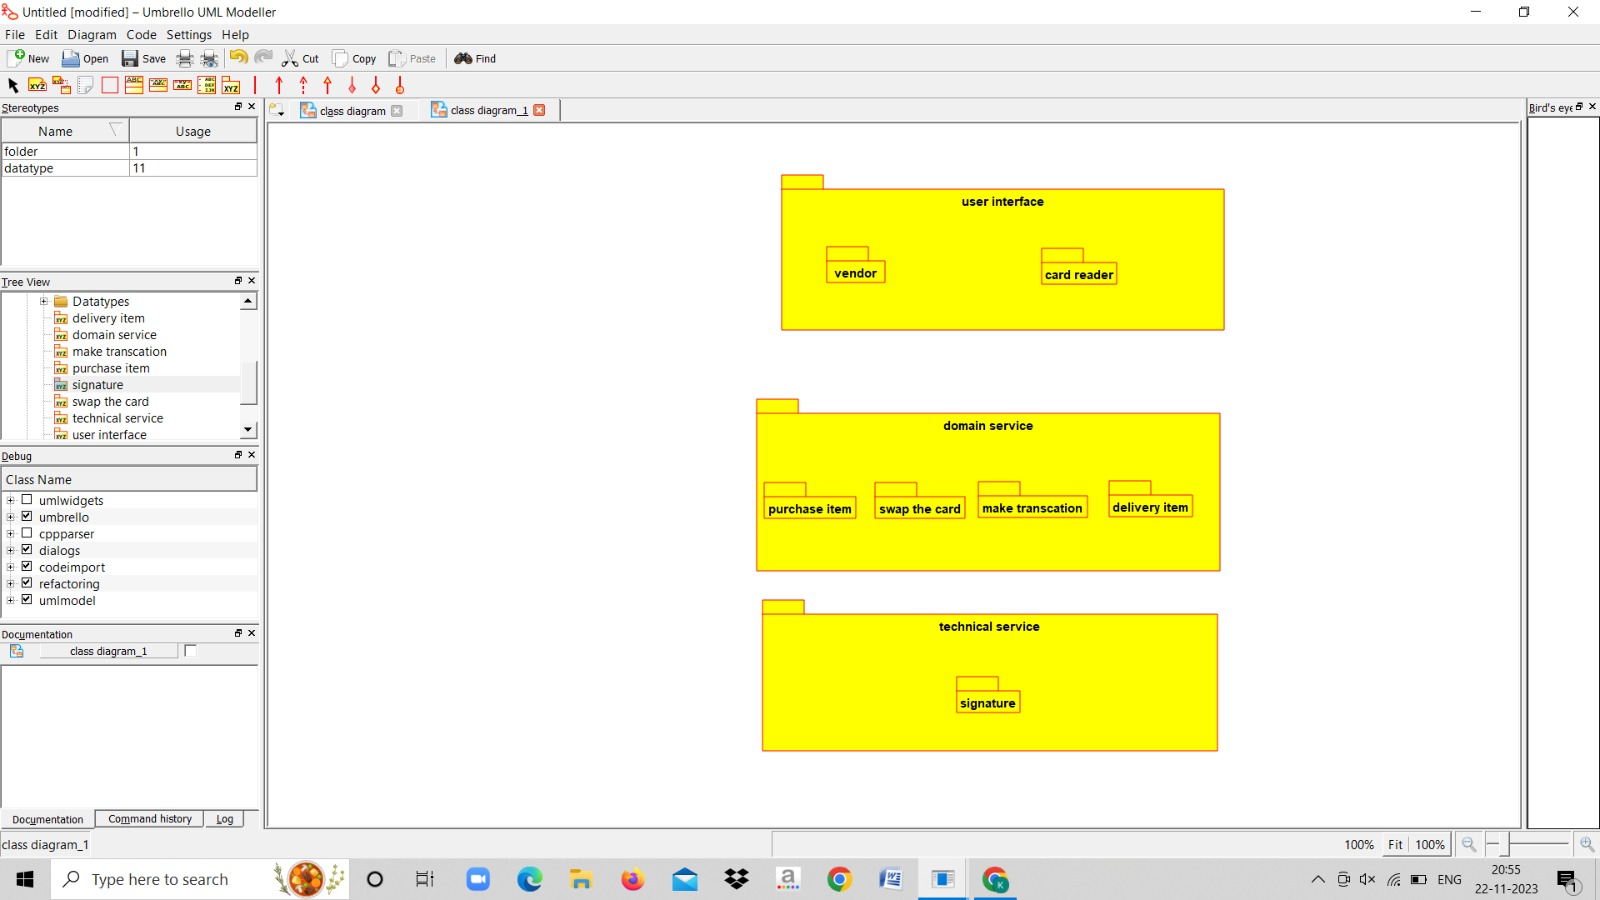 Untitled [modified] – Umbrello UML Modeller
File Edit Diagram Code Settings Help
New Open Save Cut Copy Paste Find
Stereotypes
Name Usage
folder 1
datatype 11
Tree View
Datatypes
delivery item
domain service
make transcation
purchase item
signature
swap the card
technical service
user interface
Debug
Class Name
umlwidgets
umbrello
cppparser
dialogs
codeimport
refactoring
umlmodel
Documentation
class diagram_1
Documentation Command history Log
class diagram class diagram_1
user interface
vendor card reader
domain service
purchase item swap the card make transcation delivery item
technical service
signature
Bird's eye
class diagram_1
100% Fit 100%
Type here to search
ENG
20:55
22-11-2023